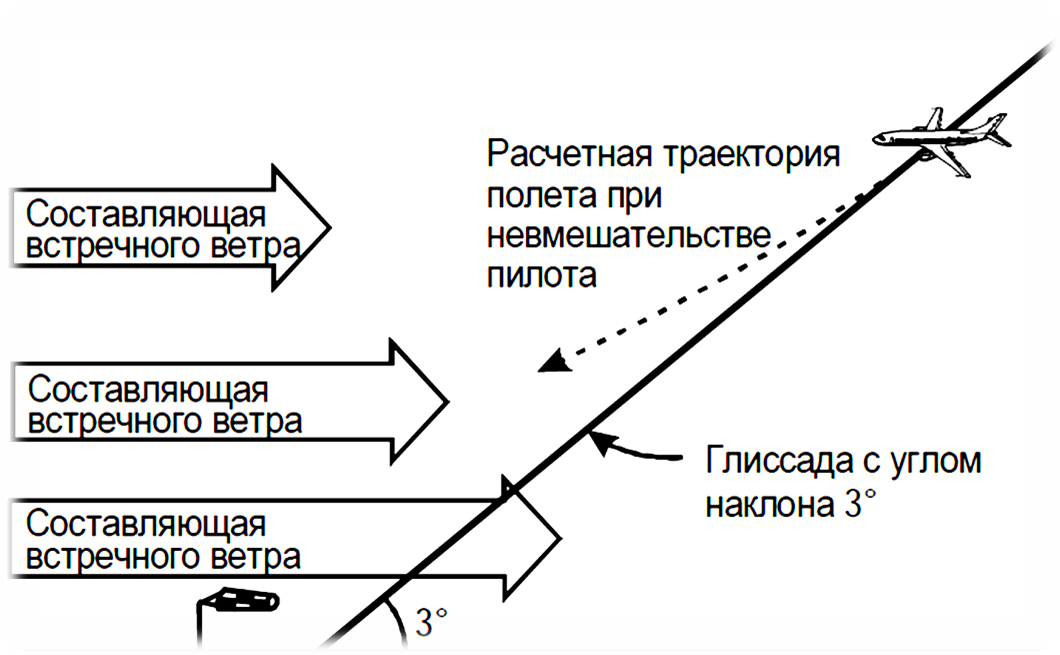 Расчетная траектория
полета при
невмешательстве
пилота
Составляющая
встречного ветра
Составляющая
встречного ветра
Глиссада с углом
наклона 3°
Составляющая
встречного ветра
3°